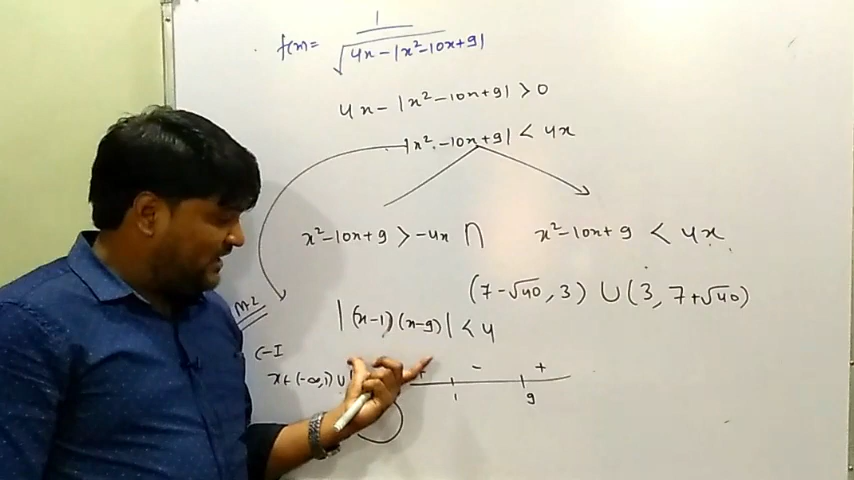 f(x) = 1/√(4x - |x² - 10x + 9|)
4x - |x² - 10x + 9| > 0
|x² - 10x + 9| < 4x
x² - 10x + 9 > -4x ∩ x² - 10x + 9 < 4x
(7 - √40, 3) ∪ (3, 7 + √40)
M-2
|(x-1)(x-9)| < 4
C-I
x ∈ (-∞, 1) ∪
+ - +
1 9